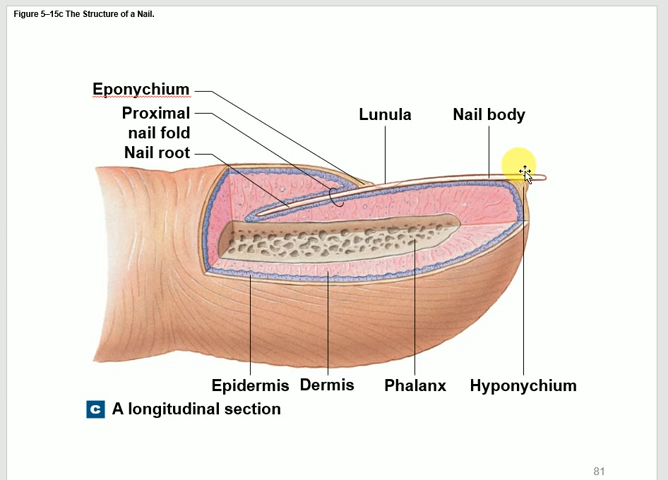 Figure 5–15c The Structure of a Nail.
Eponychium
Proximal
nail fold
Nail root
Lunula
Nail body
Epidermis
Dermis
Phalanx
Hyponychium
C A longitudinal section
81